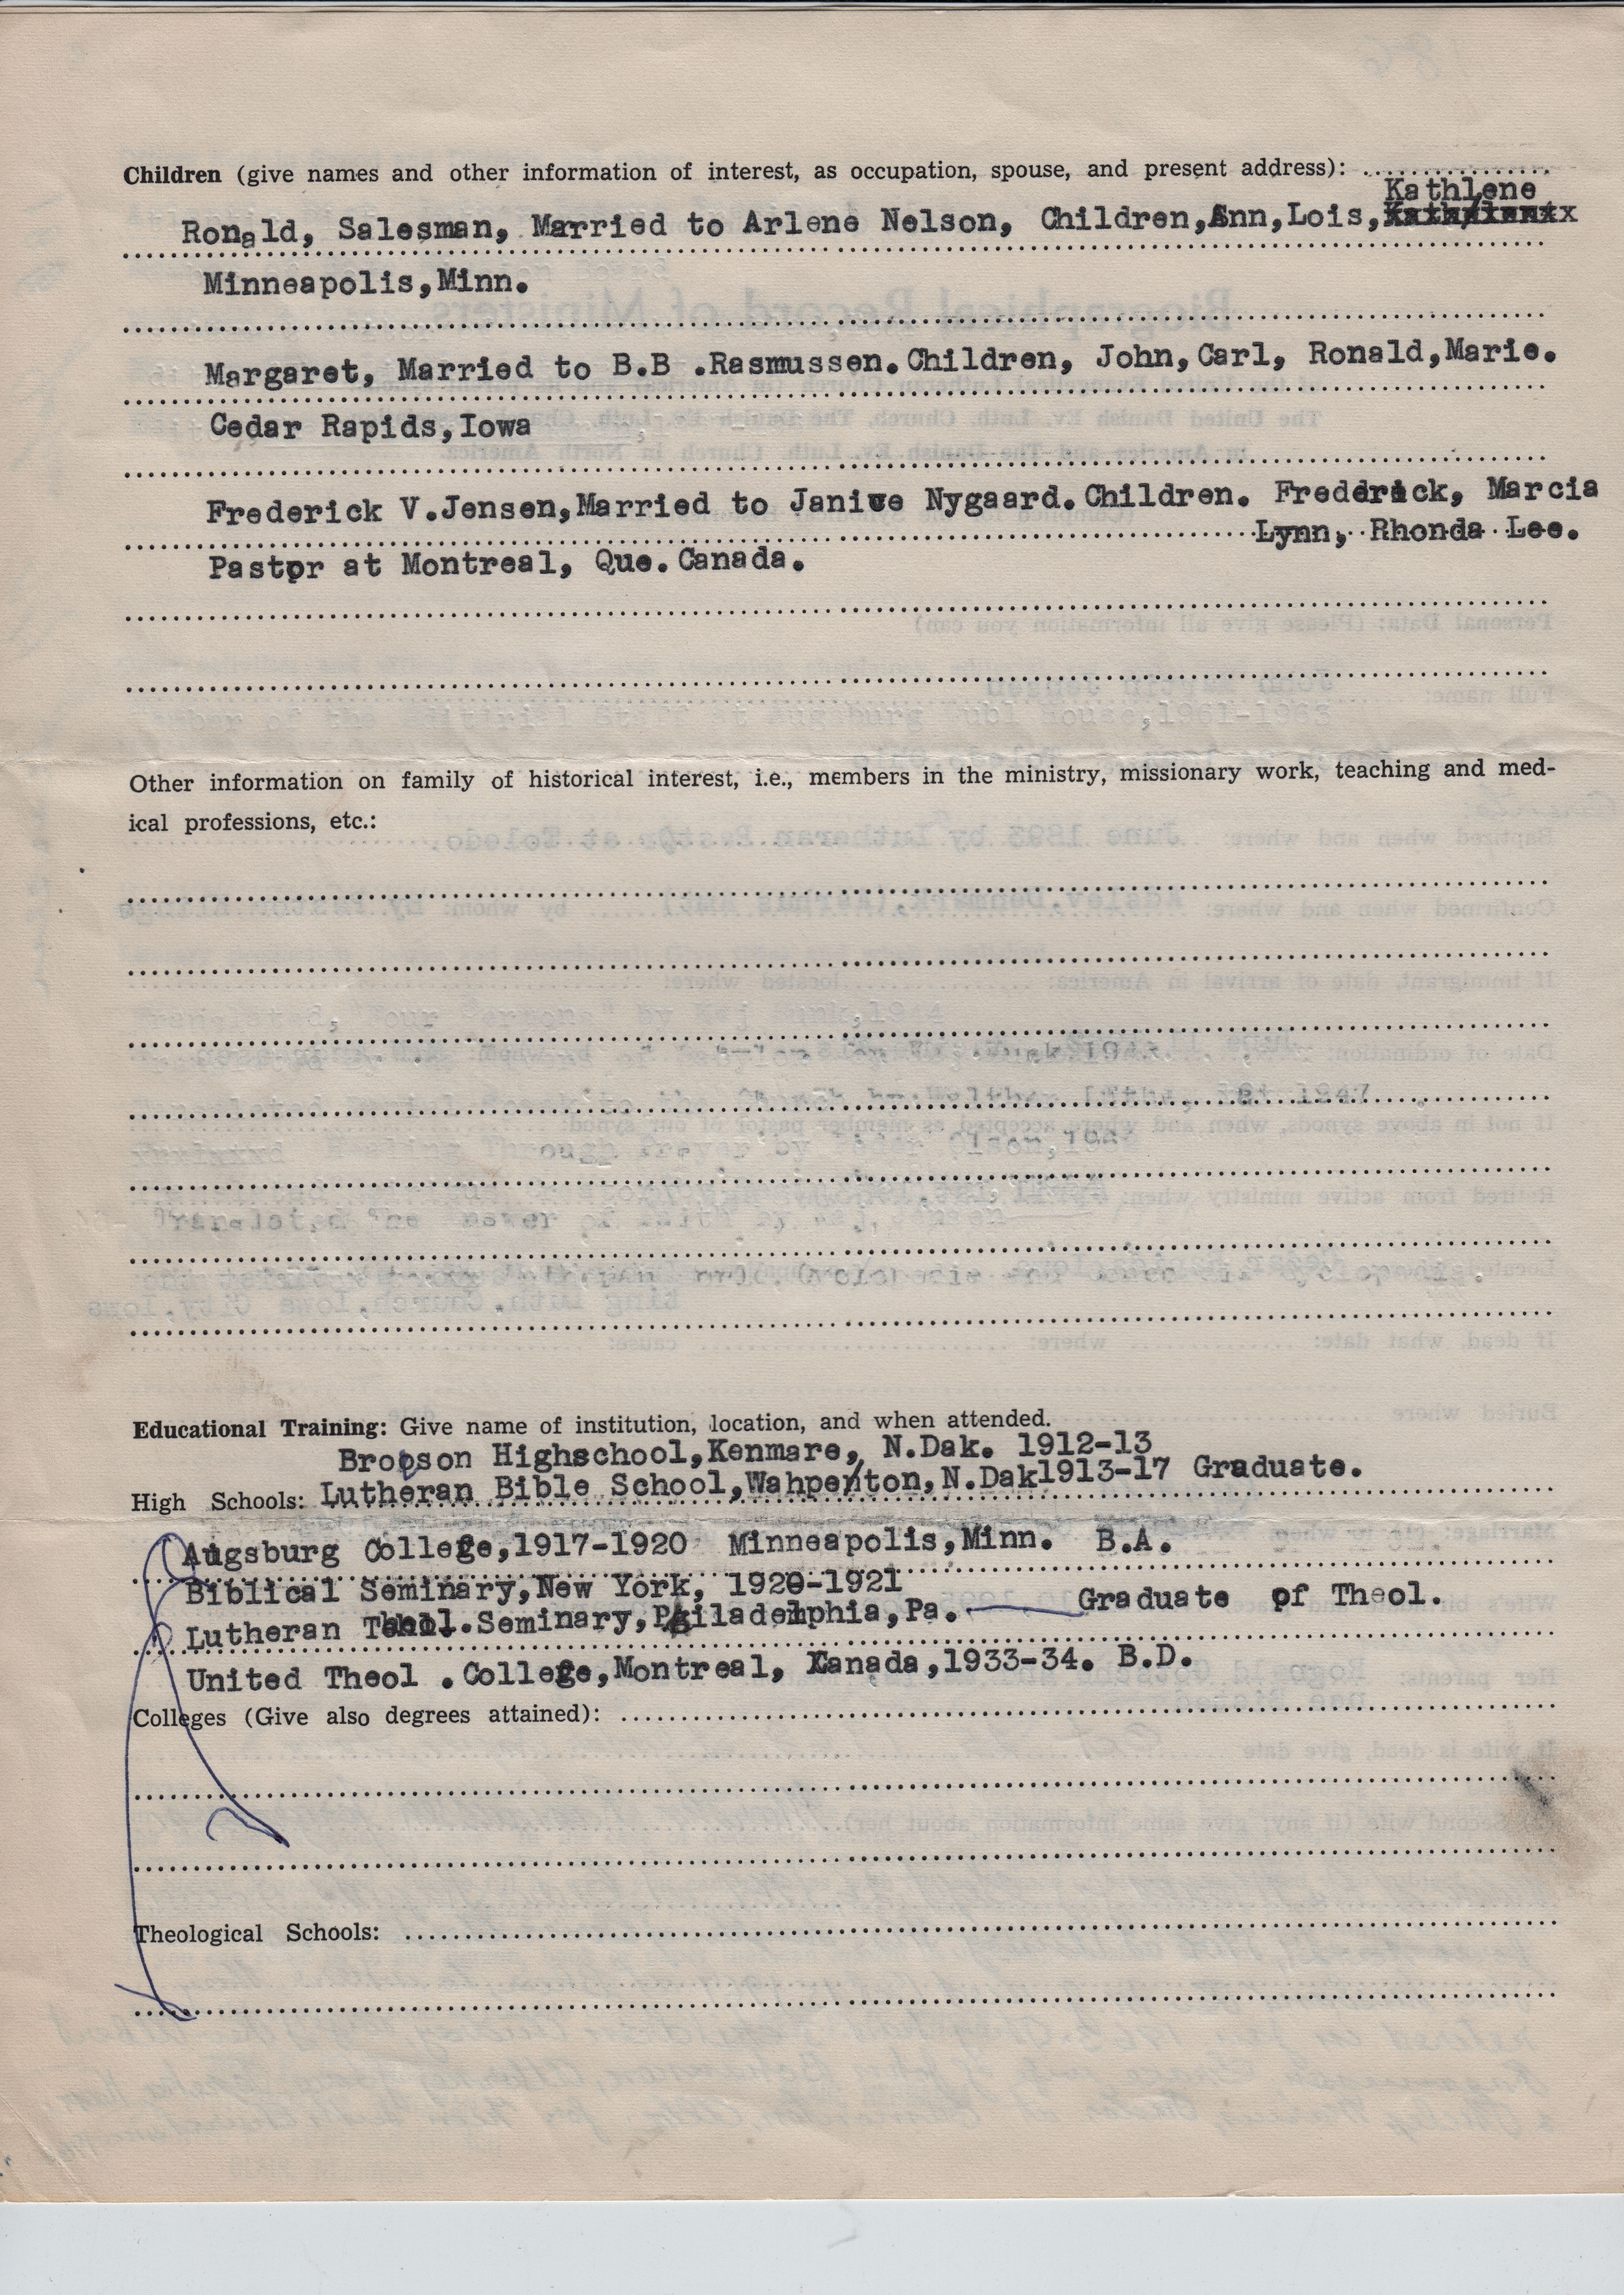 Children (give names and other information of interest, as occupation, spouse, and present address): 
Kathlene
Ronald, Salesman, Married to Arlene Nelson, Children,Ann,Lois,
Minneapolis,Minn.
Margaret, Married to B.B .Rasmussen.Children, John,Carl, Ronald,Marie.
Cedar Rapids,Iowa
Frederick V.Jensen,Married to Janice Nygaard.Children. Frederick, Marcia
Lynn, Rhonda Lee.
Pastor at Montreal, Que.Canada.
Other information on family of historical interest, i.e., members in the ministry, missionary work, teaching and med-
ical professions, etc.:
Educational Training: Give name of institution, location, and when attended.
Highschool,Kenmare, N.Dak. 1912-13
High Schools: Lutheran Bible School,Wahpeton,N.Dak1913-17 Graduate.
Augsburg College,1917-1920 Minneapolis,Minn. B.A.
Biblical Seminary,New York, 1920-1921
Lutheran Theol.Seminary,Philadelphia,Pa. Graduate of Theol.
United Theol .College,Montreal, Canada,1933-34. B.D.
Colleges (Give also degrees attained):
Theological Schools: